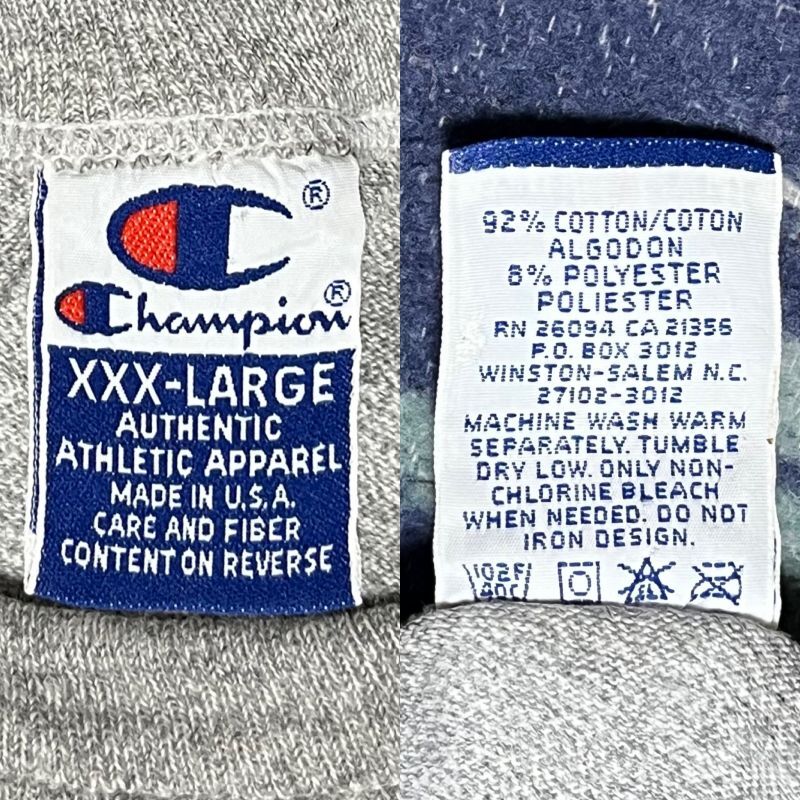 ®
Champion®
XXX-LARGE
AUTHENTIC
ATHLETIC APPAREL
MADE IN U.S.A.
CARE AND FIBER
CONTENT ON REVERSE
92% COTTON/COTON
ALGODON
8% POLYESTER
POLIESTER
RN 26094 CA 21356
P.O. BOX 3012
WINSTON-SALEM N.C.
27102-3012
MACHINE WASH WARM
SEPARATELY. TUMBLE
DRY LOW. ONLY NON-
CHLORINE BLEACH
WHEN NEEDED. DO NOT
IRON DESIGN.
102F
40C